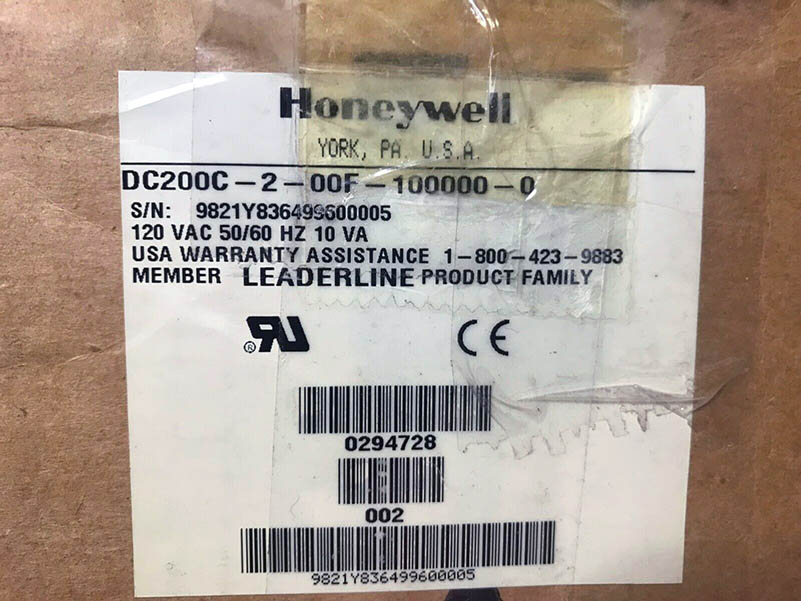 Honeywell
YORK, PA. U.S.A.
DC200C-2-00F-100000-0
S/N: 9821Y836499600005
120 VAC 50/60 HZ 10 VA
USA WARRANTY ASSISTANCE 1-800-423-9883
MEMBER LEADERLINE PRODUCT FAMILY
® RU CE
0294728
002
9821Y836499600005